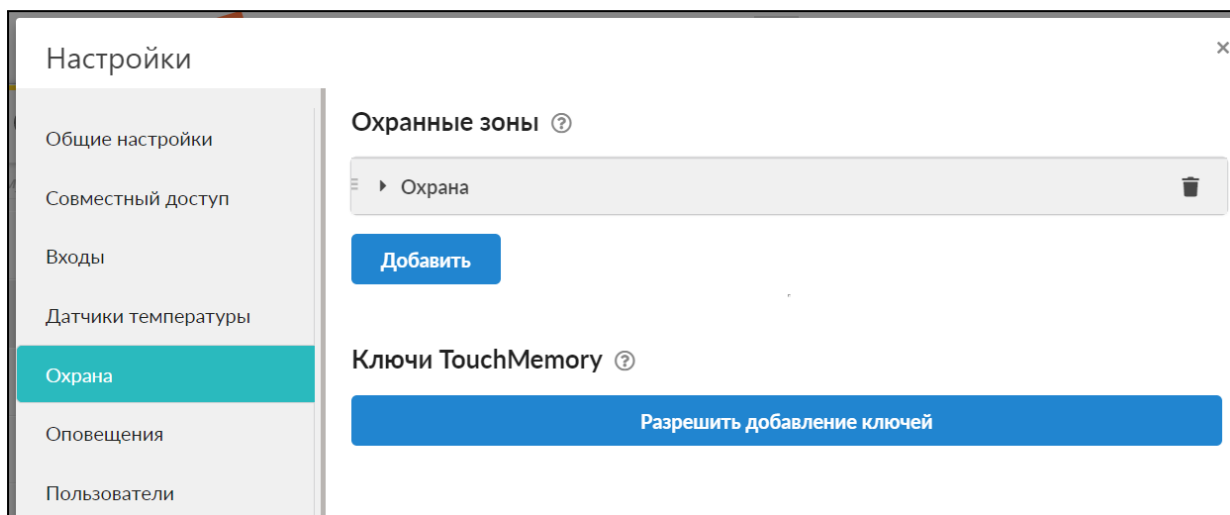 Настройки
×
Общие настройки
Совместный доступ
Входы
Датчики температуры
Охрана
Оповещения
Пользователи
Охранные зоны ?
Охрана
Добавить
Ключи TouchMemory ?
Разрешить добавление ключей